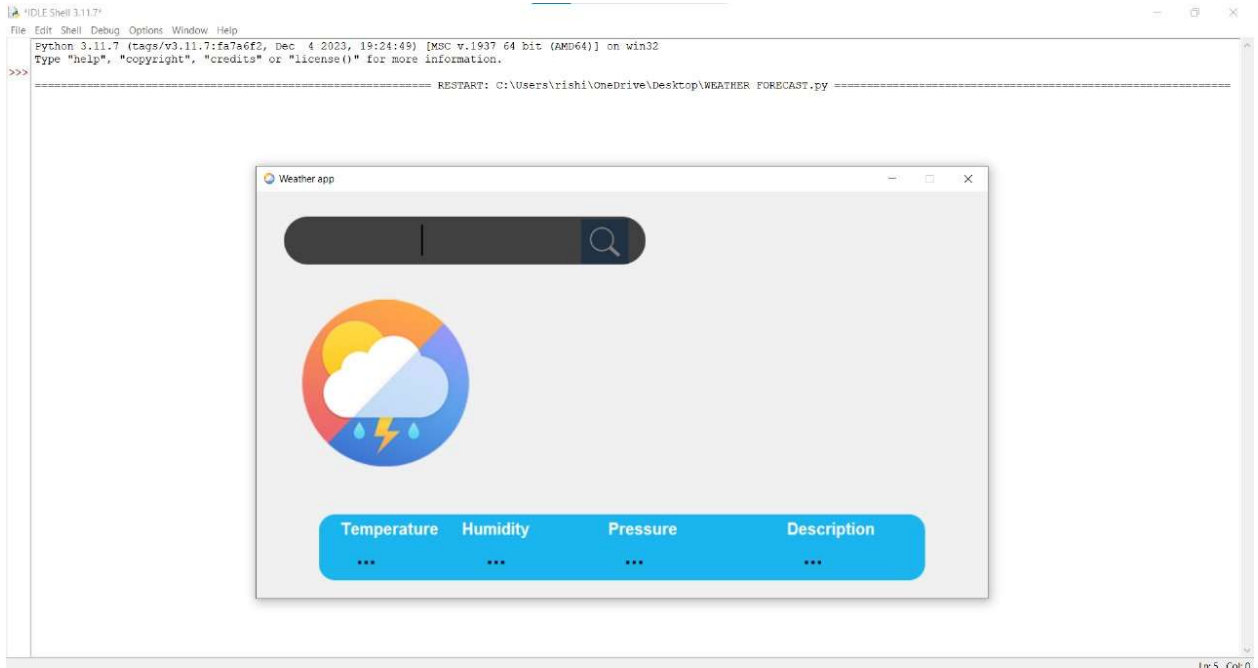 *IDLE Shell 3.11.7*
File Edit Shell Debug Options Window Help
Python 3.11.7 (tags/v3.11.7:fa7a6f2, Dec  4 2023, 19:24:49) [MSC v.1937 64 bit (AMD64)] on win32
Type "help", "copyright", "credits" or "license()" for more information.
>>>
RESTART: C:\Users\rishi\OneDrive\Desktop\WEATHER FORECAST.py
Weather app
Temperature Humidity Pressure Description
... ... ... ...
Ln: 5 Col: 0